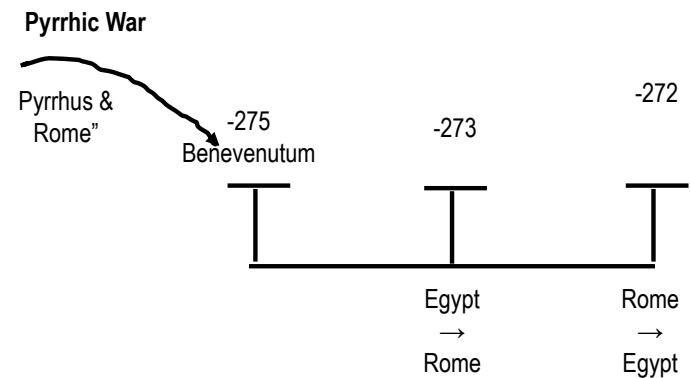 Pyrrhic War
Pyrrhus &
Rome”
-275
Benevenutum
-273
-272
Egypt
→
Rome
Rome
→
Egypt